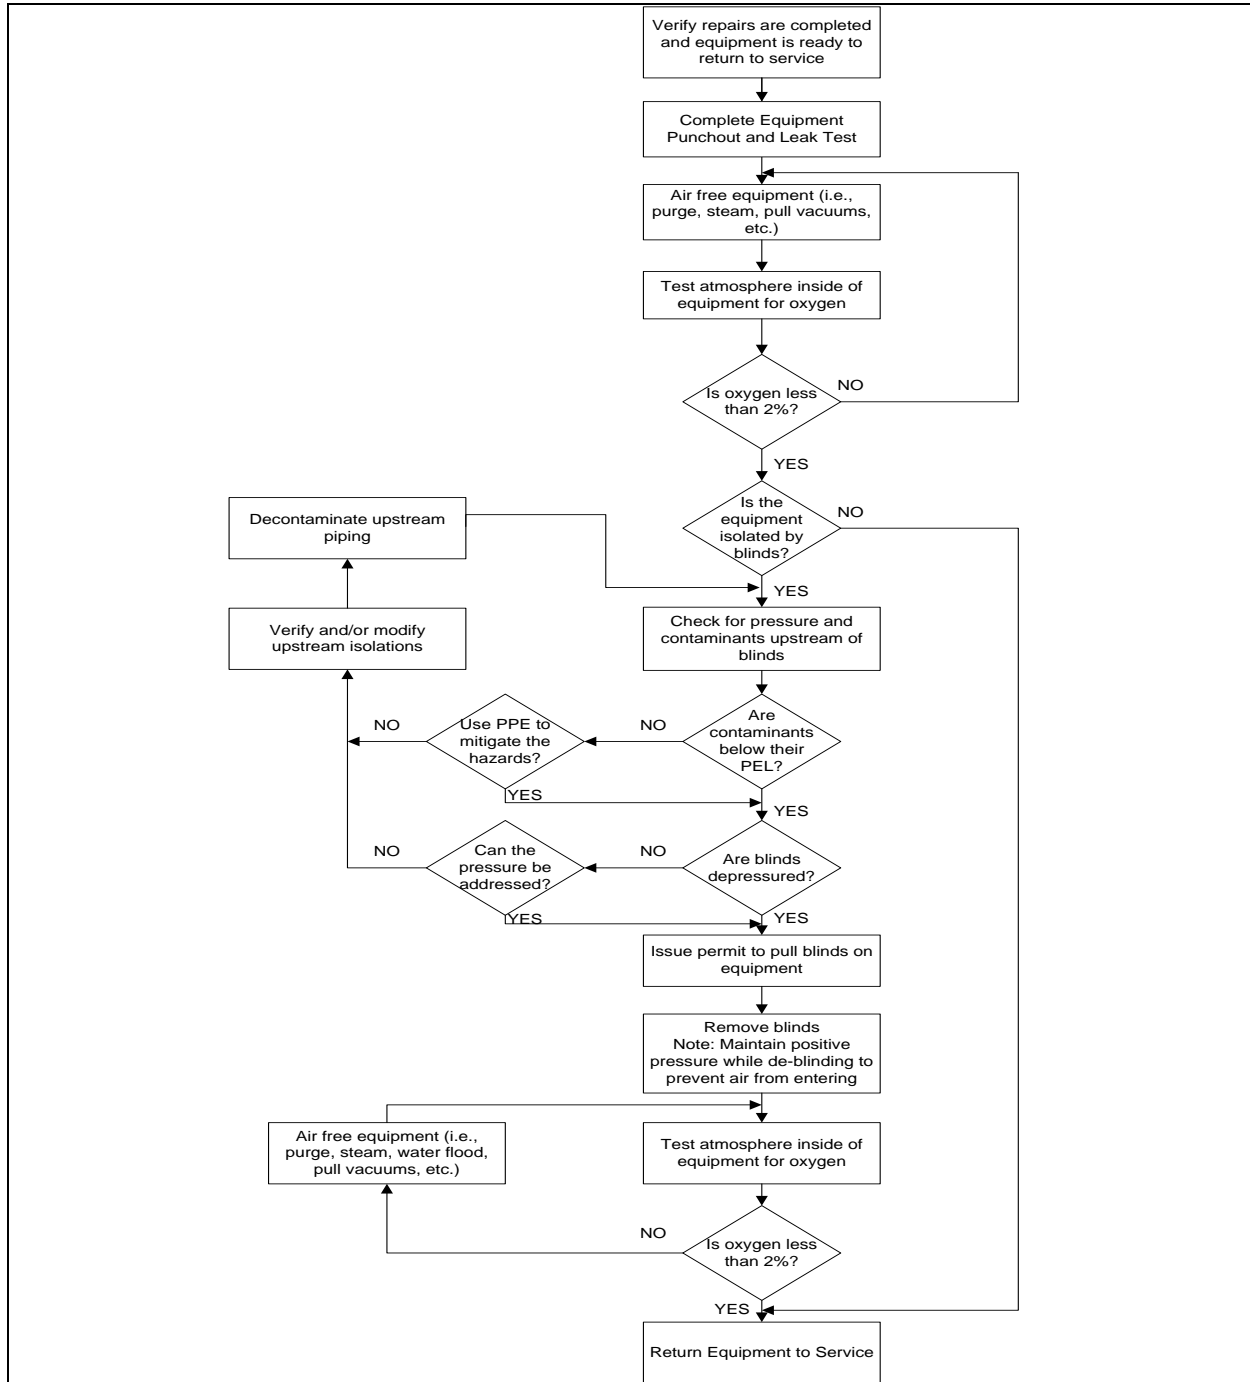 Verify repairs are completed
and equipment is ready to
return to service
Complete Equipment
Punchout and Leak Test
Air free equipment (i.e.,
purge, steam, pull vacuums,
etc.)
Test atmosphere inside of
equipment for oxygen
Is oxygen less
than 2%?
NO
YES
Is the
equipment
isolated by
blinds?
NO
YES
Decontaminate upstream
piping
Verify and/or modify
upstream isolations
Check for pressure and
contaminants upstream of
blinds
Are
contaminants
below their
PEL?
NO
YES
Use PPE to
mitigate the
hazards?
NO
YES
Are blinds
depressured?
NO
YES
Can the
pressure be
addressed?
NO
YES
Issue permit to pull blinds on
equipment
Remove blinds
Note: Maintain positive
pressure while de-blinding to
prevent air from entering
Air free equipment (i.e.,
purge, steam, water flood,
pull vacuums, etc.)
Test atmosphere inside of
equipment for oxygen
Is oxygen less
than 2%?
NO
YES
Return Equipment to Service